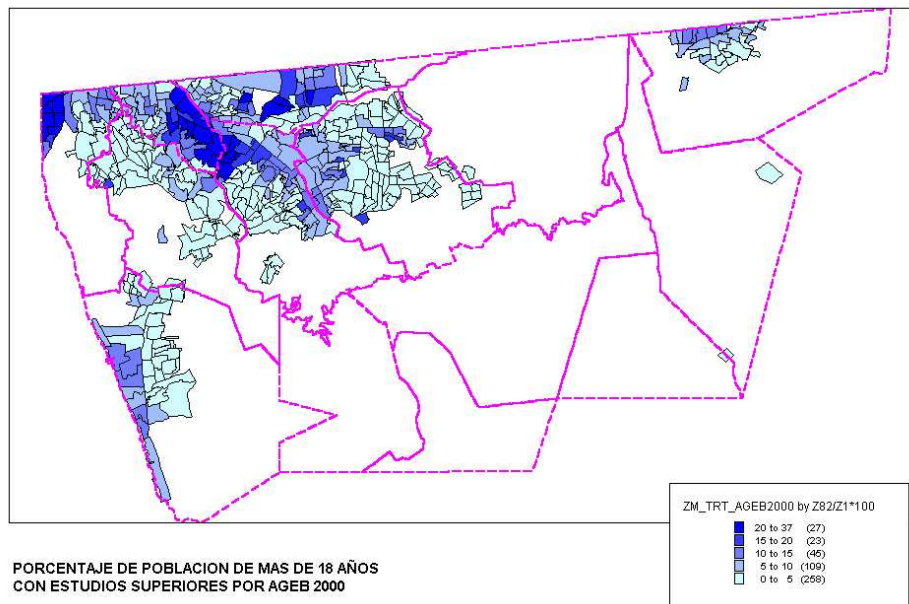 ZM_TRT_AGEB2000 by Z82/Z1*100
20 to 37 (27)
15 to 20 (23)
10 to 15 (45)
5 to 10 (109)
0 to 5 (258)
PORCENTAJE DE POBLACION DE MAS DE 18 AÑOS
CON ESTUDIOS SUPERIORES POR AGEB 2000